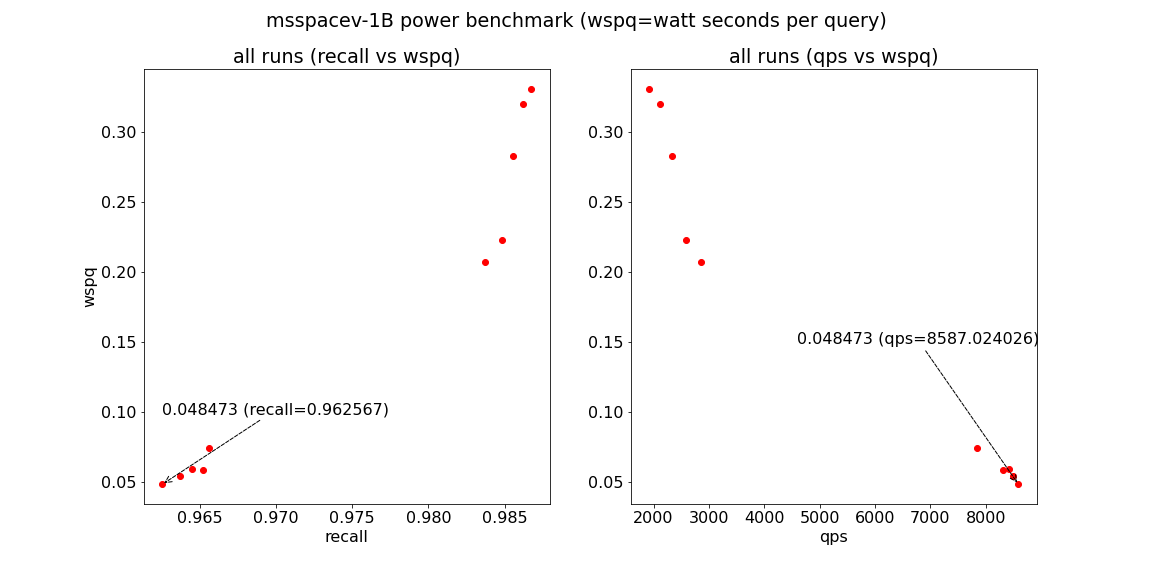 msspacev-1B power benchmark (wspq=watt seconds per query)
all runs (recall vs wspq)
wspq
0.30
0.25
0.20
0.15
0.10
0.05
0.048473 (recall=0.962567)
0.965 0.970 0.975 0.980 0.985
recall
all runs (qps vs wspq)
0.30
0.25
0.20
0.15
0.10
0.05
0.048473 (qps=8587.024026)
2000 3000 4000 5000 6000 7000 8000
qps